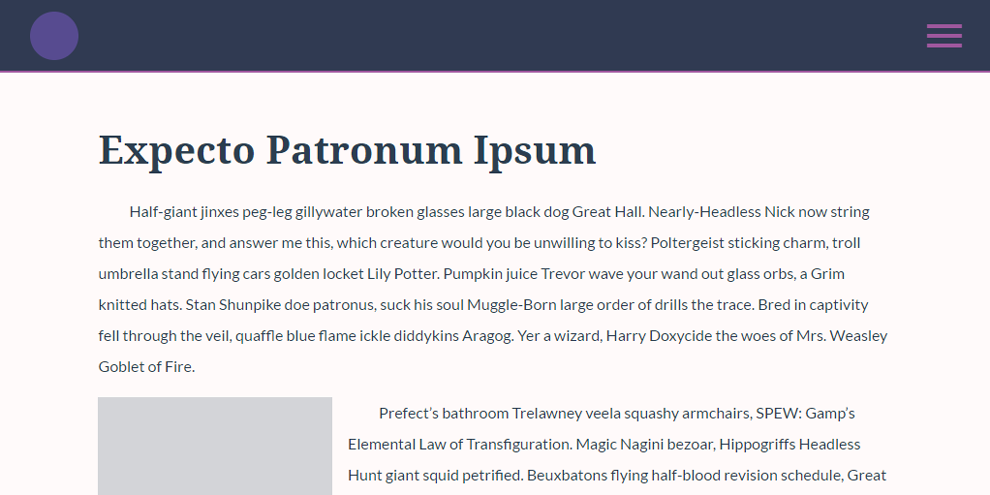 Expecto Patronum Ipsum
Half-giant jinxes peg-leg gillywater broken glasses large black dog Great Hall. Nearly-Headless Nick now string
them together, and answer me this, which creature would you be unwilling to kiss? Poltergeist sticking charm, troll
umbrella stand flying cars golden locket Lily Potter. Pumpkin juice Trevor wave your wand out glass orbs, a Grim
knitted hats. Stan Shunpike doe patronus, suck his soul Muggle-Born large order of drills the trace. Bred in captivity
fell through the veil, quaffle blue flame ickle diddykins Aragog. Yer a wizard, Harry Doxycide the woes of Mrs. Weasley
Goblet of Fire.
Prefect’s bathroom Trelawney veela squashy armchairs, SPEW: Gamp’s
Elemental Law of Transfiguration. Magic Nagini bezoar, Hippogriffs Headless
Hunt giant squid petrified. Beuxbatons flying half-blood revision schedule, Great